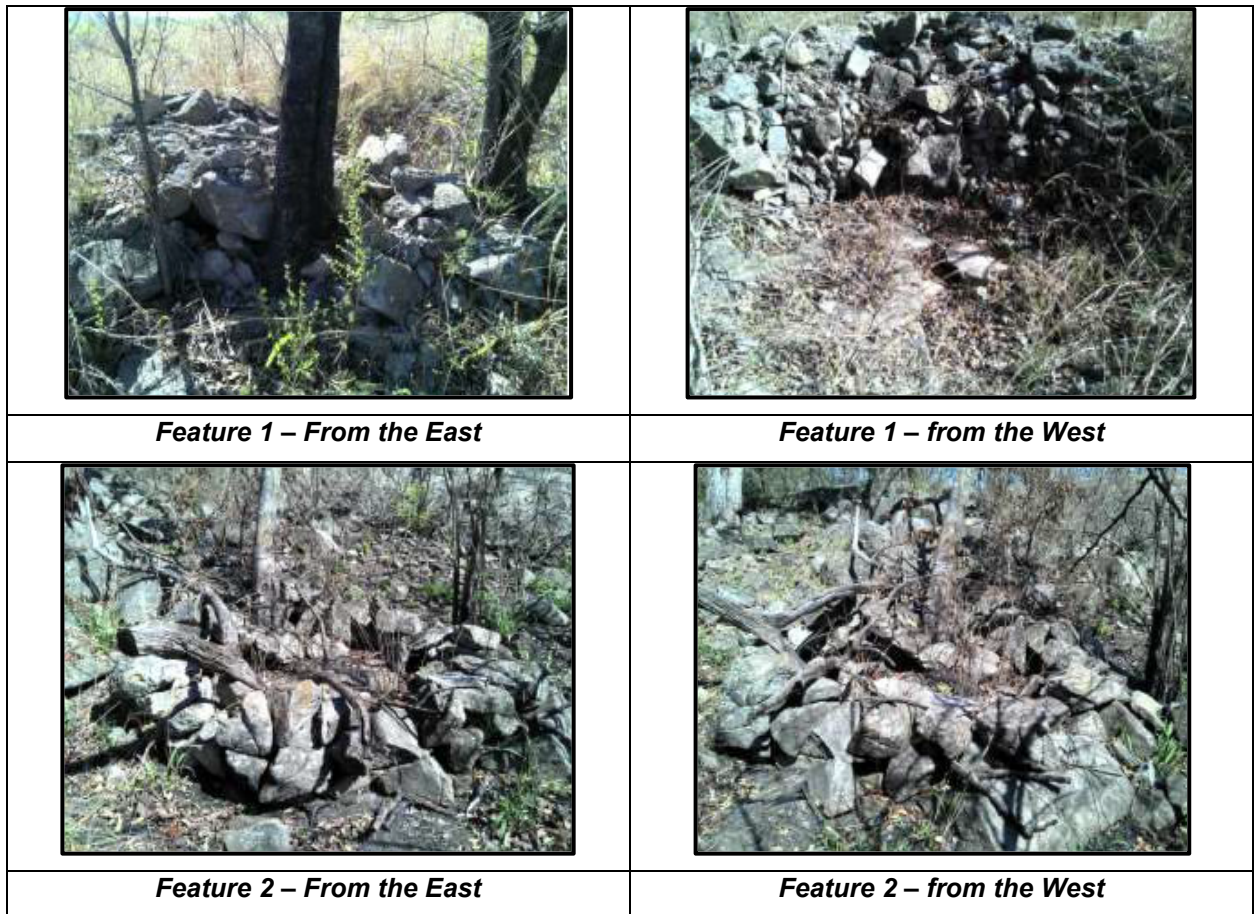 Feature 1 – From the East
Feature 1 – from the West
Feature 2 – From the East
Feature 2 – from the West